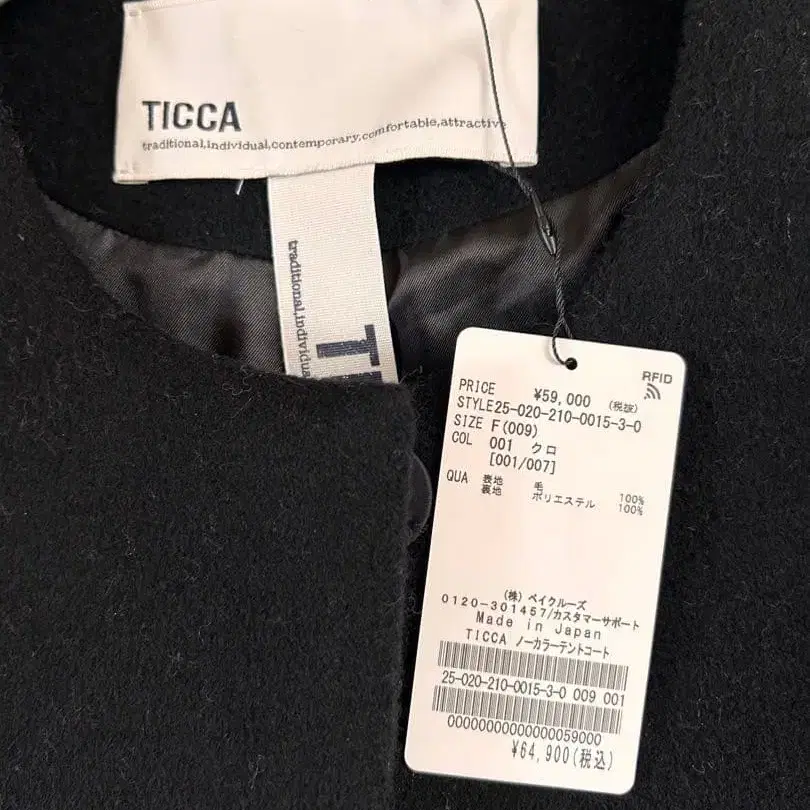 TICCA
traditional,individual,contemporary,comfortable,attractive
traditional,individua
RFID
PRICE ¥59,000 (税抜)
STYLE25-020-210-0015-3-0
SIZE F(009)
COL 001 クロ
[001/007]
QUA 表地 毛 100%
裏地 ポリエステル 100%
(株) ベイクルーズ
0120-301457/カスタマーサポート
Made in Japan
TICCA ノーカラーテントコート
25-020-210-0015-3-0 009 001
00000000000000059000
¥64,900(税込)